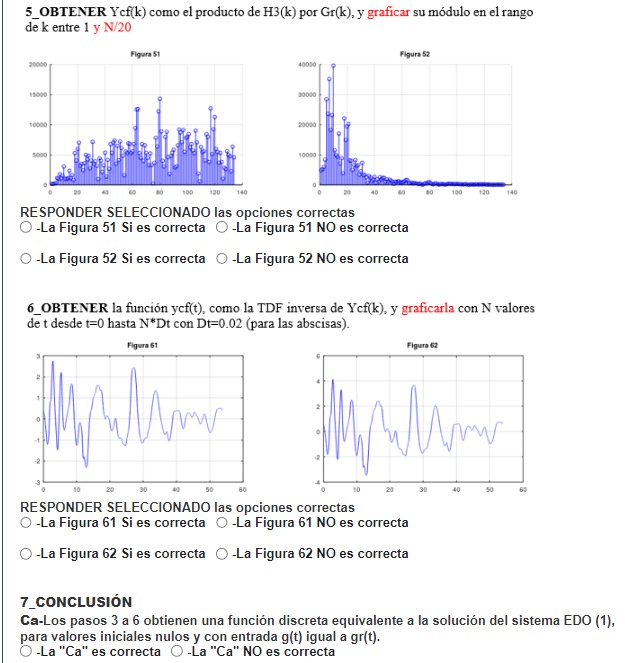 5_OBTENER Ycf(k) como el producto de H3(k) por Gr(k), y graficar su módulo en el rango
de k entre 1 y N/20
Figura 51
20000
15000
10000
5000
0
0 20 40 60 80 100 120 140
Figura 52
40000
30000
20000
10000
0
0 20 40 60 80 100 120 140
RESPONDER SELECCIONADO las opciones correctas
-La Figura 51 Si es correcta -La Figura 51 NO es correcta
-La Figura 52 Si es correcta -La Figura 52 NO es correcta
6_OBTENER la función ycf(t), como la TDF inversa de Ycf(k), y graficarla con N valores
de t desde t=0 hasta N*Dt con Dt=0.02 (para las abscisas).
Figura 61
3
2
1
0
-1
-2
-3
0 10 20 30 40 50 60
Figura 62
6
4
2
0
-2
-4
0 10 20 30 40 50 60
RESPONDER SELECCIONADO las opciones correctas
-La Figura 61 Si es correcta -La Figura 61 NO es correcta
-La Figura 62 Si es correcta -La Figura 62 NO es correcta
7_CONCLUSIÓN
Ca-Los pasos 3 a 6 obtienen una función discreta equivalente a la solución del sistema EDO (1),
para valores iniciales nulos y con entrada g(t) igual a gr(t).
-La "Ca" es correcta -La "Ca" NO es correcta